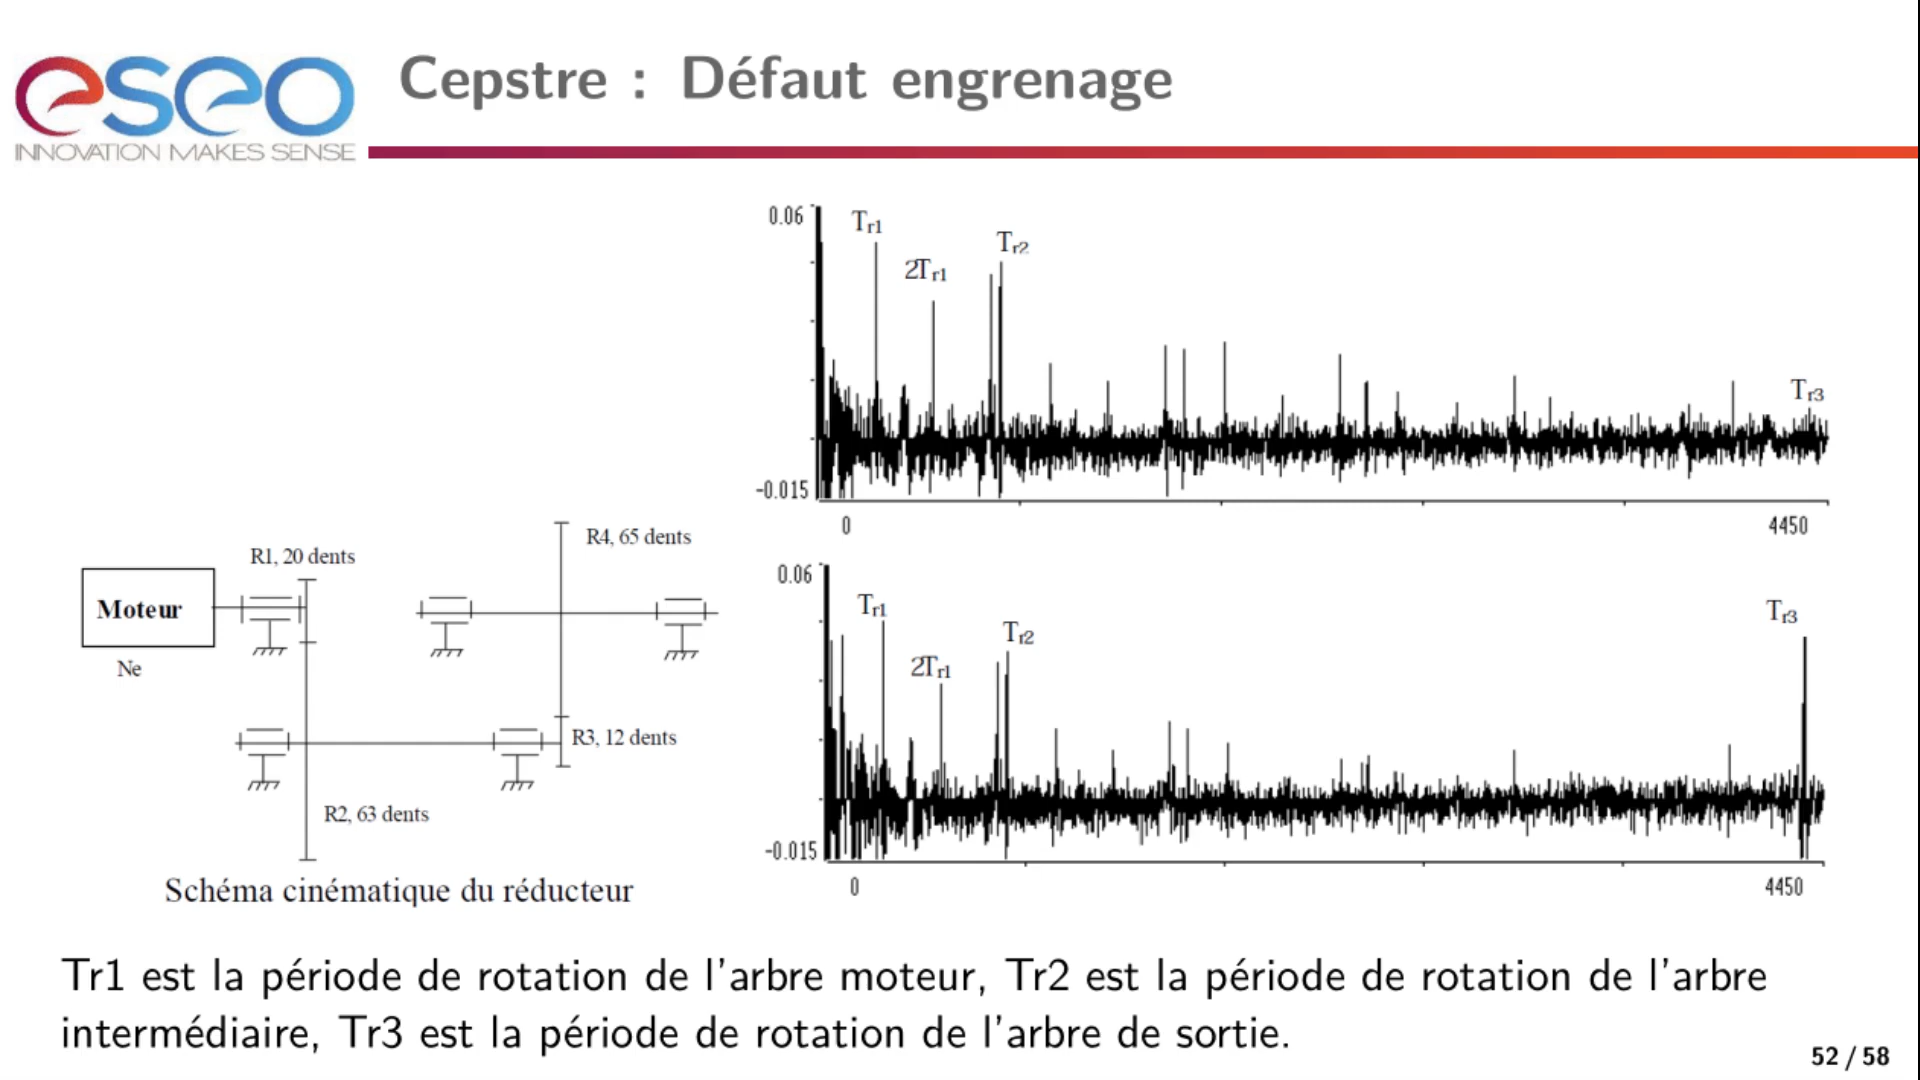 eseo
INNOVATION MAKES SENSE
Cepstre : Défaut engrenage
0.06
Tr1
2Tr1
Tr2
Tr3
-0.015
0
4450
R1, 20 dents
R4, 65 dents
Moteur
Ne
R3, 12 dents
R2, 63 dents
Schéma cinématique du réducteur
0.06
Tr1
2Tr1
Tr2
Tr3
-0.015
0
4450
Tr1 est la période de rotation de l'arbre moteur, Tr2 est la période de rotation de l'arbre
intermédiaire, Tr3 est la période de rotation de l'arbre de sortie.
52 / 58